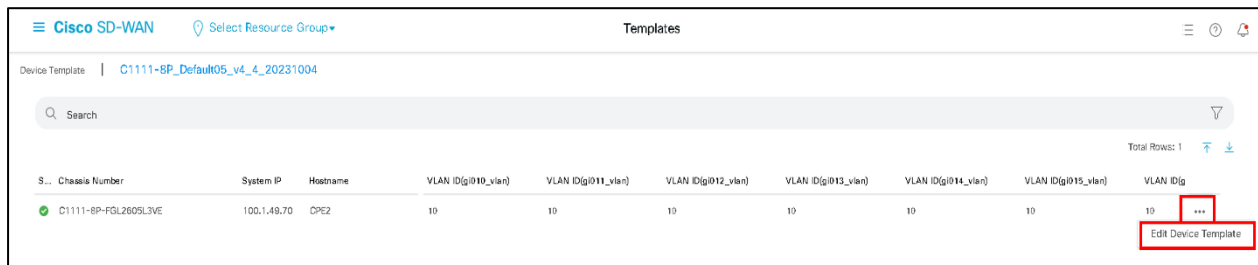 Cisco SD-WAN Select Resource Group▾ Templates
Device Template | C1111-8P_Default05_v4_4_20231004
Search
Total Rows: 1
S... Chassis Number System IP Hostname VLAN ID(gi010_vlan) VLAN ID(gi011_vlan) VLAN ID(gi012_vlan) VLAN ID(gi013_vlan) VLAN ID(gi014_vlan) VLAN ID(gi015_vlan) VLAN ID(g
C1111-8P-FGL2605L3VE 100.1.49.70 CPE2 10 10 10 10 10 10 10 ...
Edit Device Template